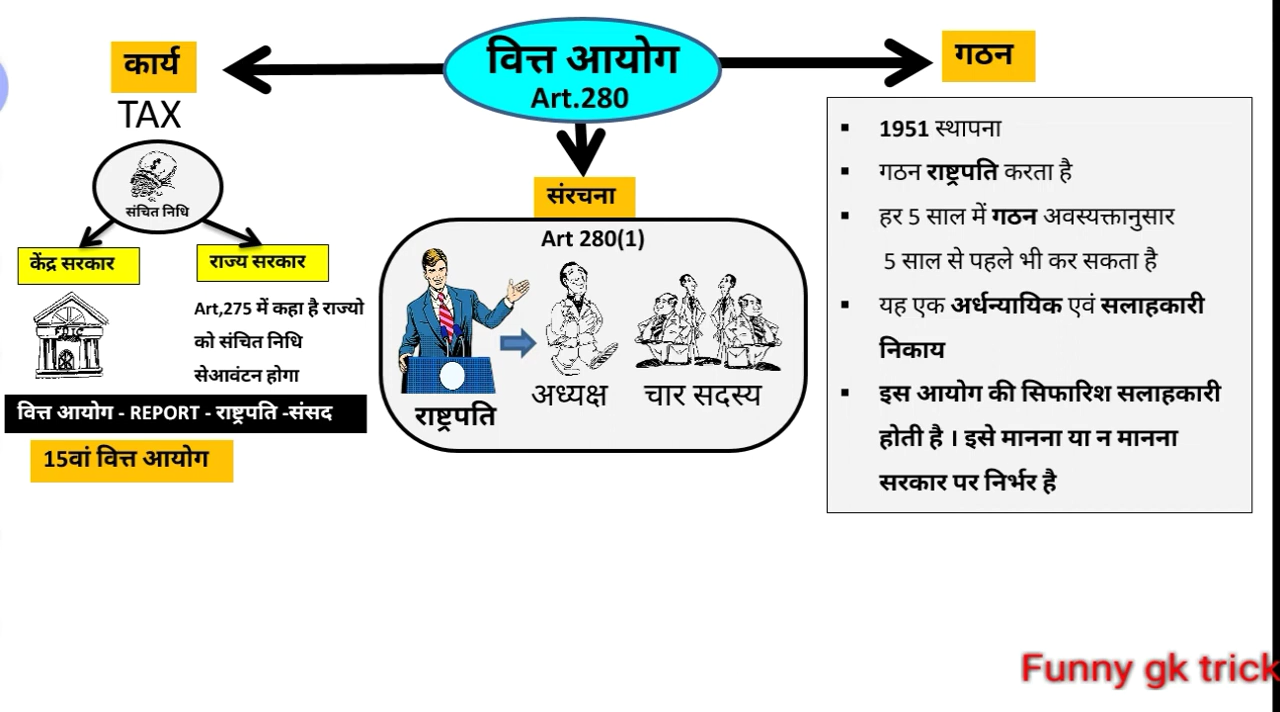 वित्त आयोग
Art.280
कार्य
TAX
संचित निधि
केंद्र सरकार
राज्य सरकार
FDIC
Art,275 में कहा है राज्यो
को संचित निधि
सेआवंटन होगा
वित्त आयोग - REPORT - राष्ट्रपति -संसद
15वां वित्त आयोग
संरचना
Art 280(1)
राष्ट्रपति
अध्यक्ष
चार सदस्य
गठन
▪ 1951 स्थापना
▪ गठन राष्ट्रपति करता है
▪ हर 5 साल में गठन अवस्यक्तानुसार
5 साल से पहले भी कर सकता है
▪ यह एक अर्धन्यायिक एवं सलाहकारी
निकाय
▪ इस आयोग की सिफारिश सलाहकारी
होती है । इसे मानना या न मानना
सरकार पर निर्भर है
Funny gk trick